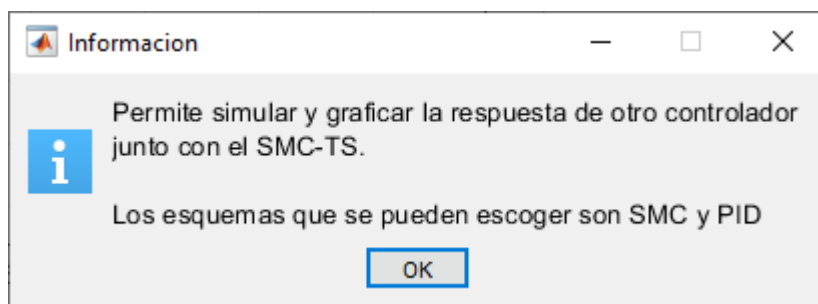 Informacion
Permite simular y graficar la respuesta de otro controlador
junto con el SMC-TS.
Los esquemas que se pueden escoger son SMC y PID
OK